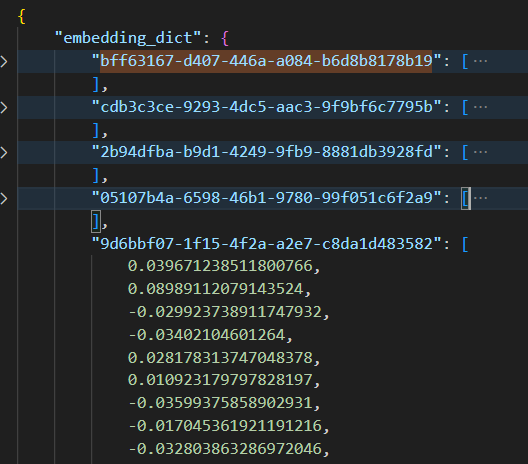 {
"embedding_dict": {
"bff63167-d407-446a-a084-b6d8b8178b19": [ ⋯
],
"cdb3c3ce-9293-4dc5-aac3-9f9bf6c7795b": [ ⋯
],
"2b94dfba-b9d1-4249-9fb9-8881db3928fd": [ ⋯
],
"05107b4a-6598-46b1-9780-99f051c6f2a9": [ ⋯
],
"9d6bbf07-1f15-4f2a-a2e7-c8da1d483582": [
0.039671238511800766,
0.08989112079143524,
-0.029923738911747932,
-0.03402104601264,
0.028178313747048378,
0.010923179797828197,
-0.03599375858902931,
-0.017045361921191216,
-0.032803863286972046,